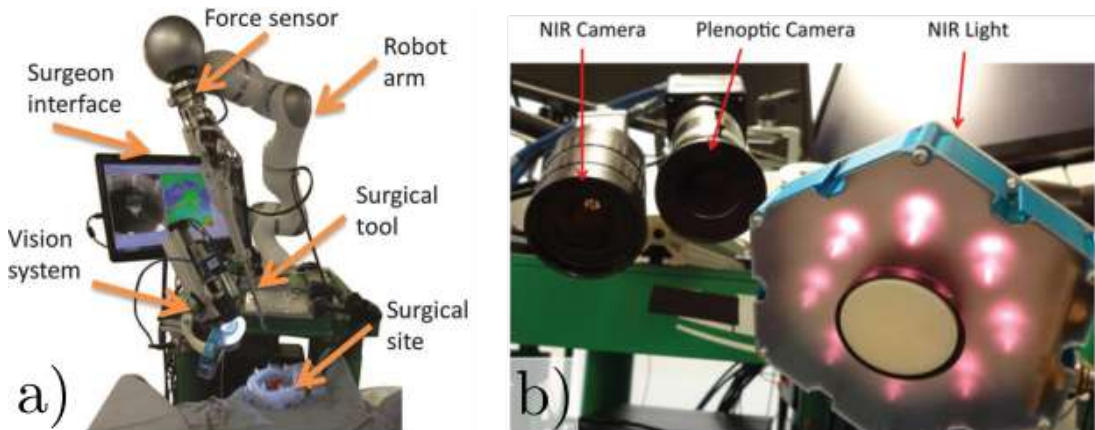 Force sensor
Robot
arm
Surgeon
interface
Surgical
tool
Vision
system
Surgical
site
a)
NIR Camera
Plenoptic Camera
NIR Light
b)